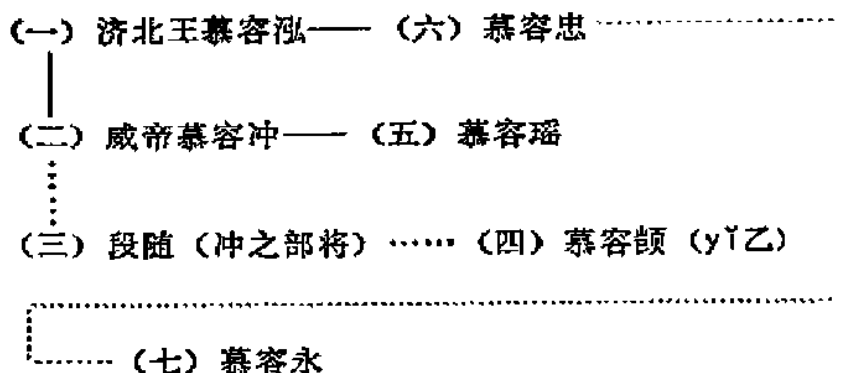 (一) 济北王慕容泓——（六）慕容忠
（二）威帝慕容冲——（五）慕容瑶
（三）段随（冲之部将）……（四）慕容𫖮（yǐ乙）
（七）慕容永